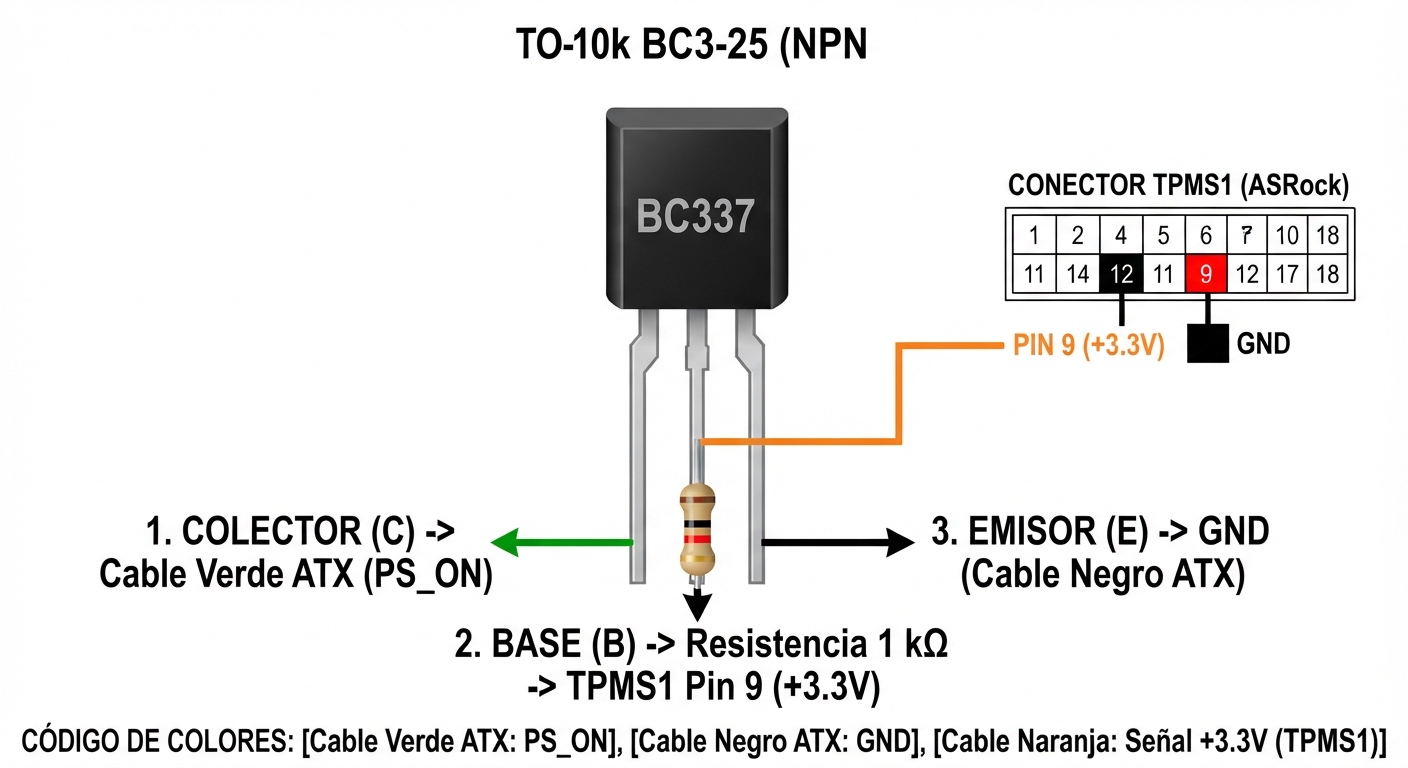 TO-10k BC3-25 (NPN
BC337
CONECTOR TPMS1 (ASRock)
1 2 4 5 6 7 10 18
11 14 12 11 9 12 17 18
PIN 9 (+3.3V)
GND
1. COLECTOR (C) ->
Cable Verde ATX (PS_ON)
3. EMISOR (E) -> GND
(Cable Negro ATX)
2. BASE (B) -> Resistencia 1 kΩ
-> TPMS1 Pin 9 (+3.3V)
CÓDIGO DE COLORES: [Cable Verde ATX: PS_ON], [Cable Negro ATX: GND], [Cable Naranja: Señal +3.3V (TPMS1)]